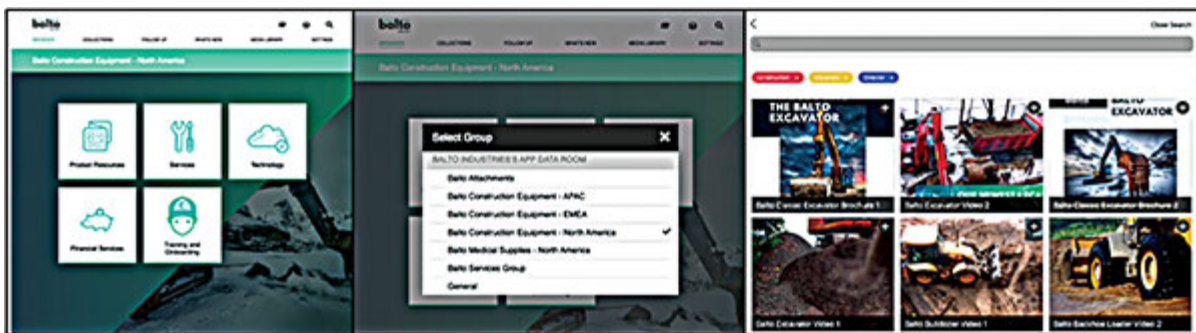 balto
COLLECTIONS FOLLOW UP WHAT'S NEW MEDIA LIBRARY SETTINGS
Balto Construction Equipment - North America
Product Resources
Services
Technology
Financial Services
Training and
Onboarding
balto
COLLECTIONS FOLLOW UP WHAT'S NEW MEDIA LIBRARY SETTINGS
Balto Construction Equipment - North America
Select Group
BALTO INDUSTRIES'S APP DATA ROOM
Balto Attachments
Balto Construction Equipment - APAC
Balto Construction Equipment - EMEA
Balto Construction Equipment - North America
Balto Medical Supplies - North America
Balto Services Group
General
Close Search
Construction
THE BALTO
EXCAVATOR
Balto Classic Excavator Brochure 1
Balto Excavator Video 2
BALTO
EXCAVATOR
Balto Classic Excavator Brochure 2
Balto Excavator Video 1
Balto Bulldozer Video 1
Balto Backhoe Loader Video 2